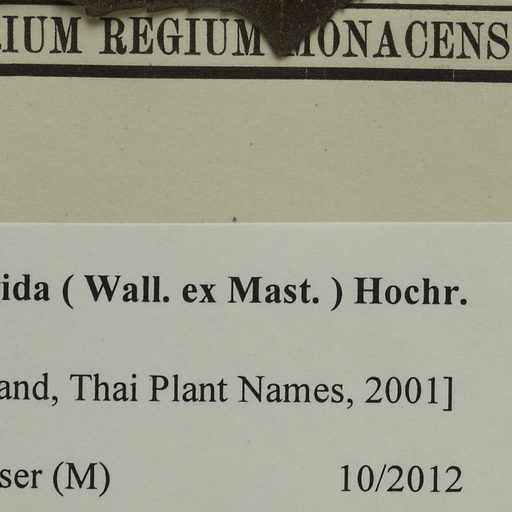 IUM REGIUM MONACENS
ida ( Wall. ex Mast. ) Hochr.
and, Thai Plant Names, 2001]
ser (M) 10/2012